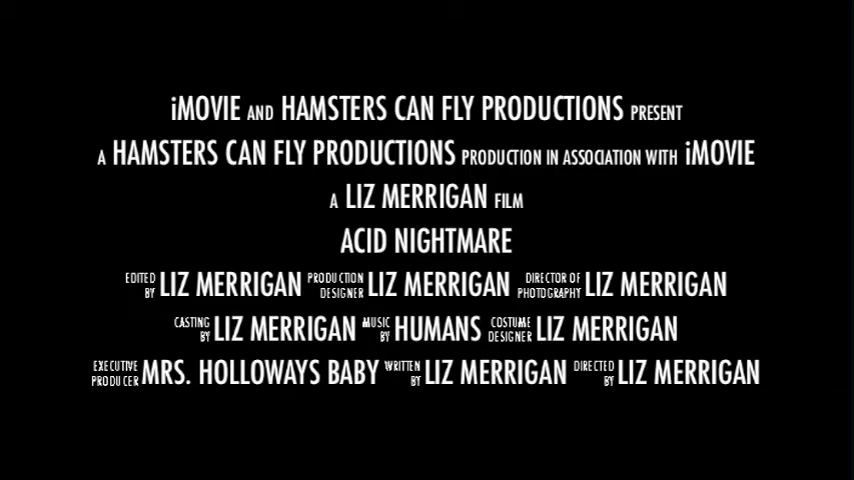 iMOVIE AND HAMSTERS CAN FLY PRODUCTIONS PRESENT
A HAMSTERS CAN FLY PRODUCTIONS PRODUCTION IN ASSOCIATION WITH iMOVIE
A LIZ MERRIGAN FILM
ACID NIGHTMARE
EDITED BY LIZ MERRIGAN PRODUCTION DESIGNER LIZ MERRIGAN DIRECTOR OF PHOTOGRAPHY LIZ MERRIGAN
CASTING BY LIZ MERRIGAN MUSIC BY HUMANS COSTUME DESIGNER LIZ MERRIGAN
EXECUTIVE PRODUCER MRS. HOLLOWAYS BABY WRITTEN BY LIZ MERRIGAN DIRECTED BY LIZ MERRIGAN